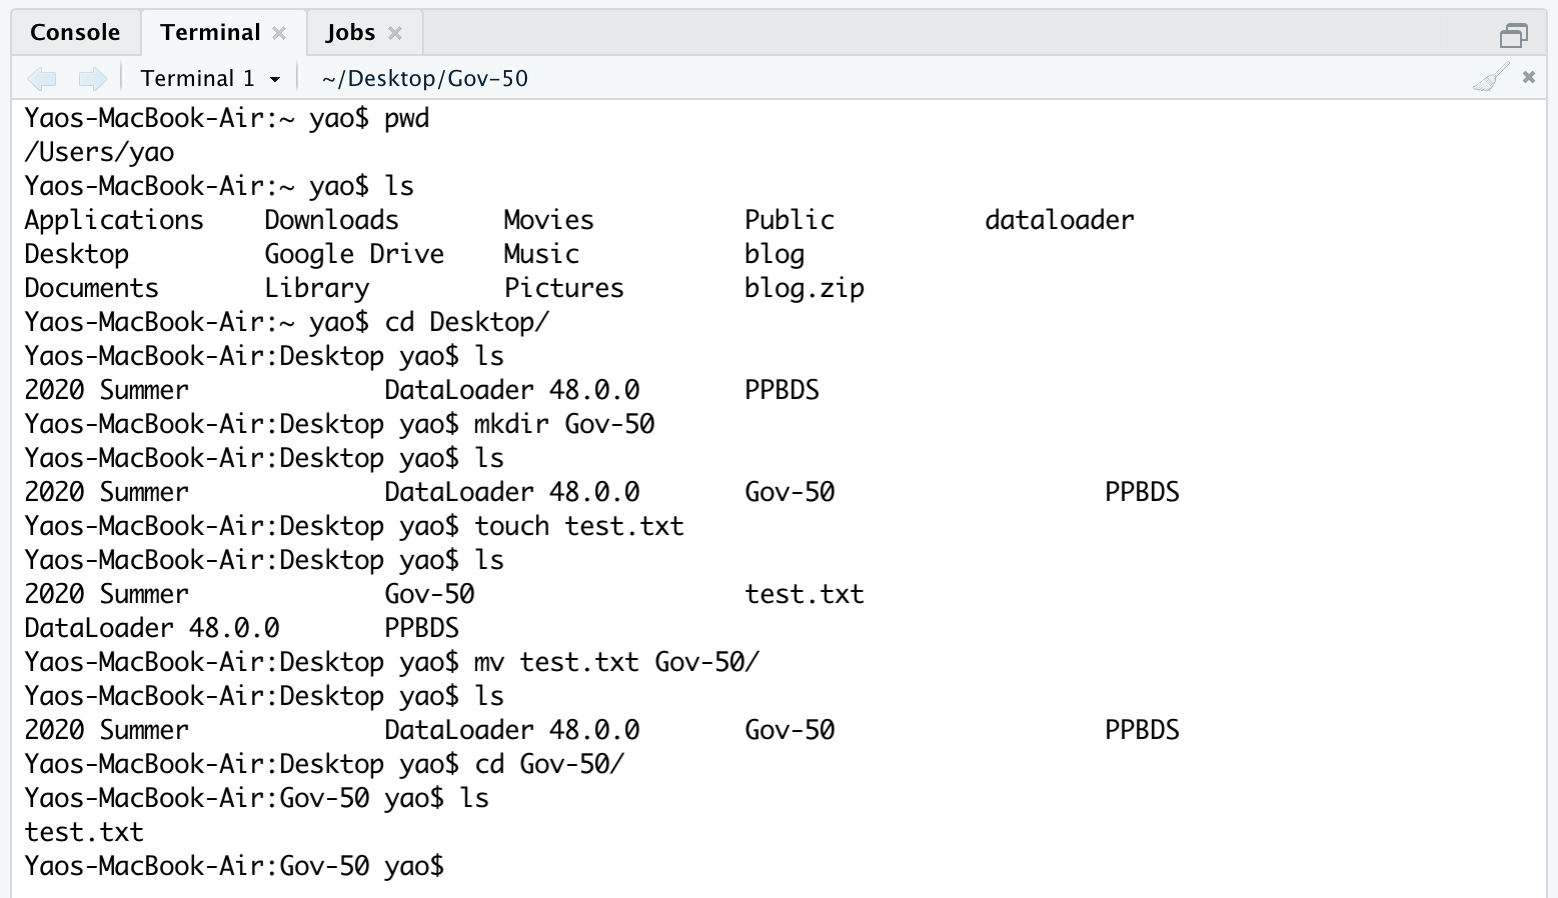 Console Terminal Jobs
Terminal 1 ~/Desktop/Gov-50
Yaos-MacBook-Air:~ yao$ pwd
/Users/yao
Yaos-MacBook-Air:~ yao$ ls
Applications Downloads Movies Public dataloader
Desktop Google Drive Music blog
Documents Library Pictures blog.zip
Yaos-MacBook-Air:~ yao$ cd Desktop/
Yaos-MacBook-Air:Desktop yao$ ls
2020 Summer DataLoader 48.0.0 PPBDS
Yaos-MacBook-Air:Desktop yao$ mkdir Gov-50
Yaos-MacBook-Air:Desktop yao$ ls
2020 Summer DataLoader 48.0.0 Gov-50 PPBDS
Yaos-MacBook-Air:Desktop yao$ touch test.txt
Yaos-MacBook-Air:Desktop yao$ ls
2020 Summer Gov-50 test.txt
DataLoader 48.0.0 PPBDS
Yaos-MacBook-Air:Desktop yao$ mv test.txt Gov-50/
Yaos-MacBook-Air:Desktop yao$ ls
2020 Summer DataLoader 48.0.0 Gov-50 PPBDS
Yaos-MacBook-Air:Desktop yao$ cd Gov-50/
Yaos-MacBook-Air:Gov-50 yao$ ls
test.txt
Yaos-MacBook-Air:Gov-50 yao$